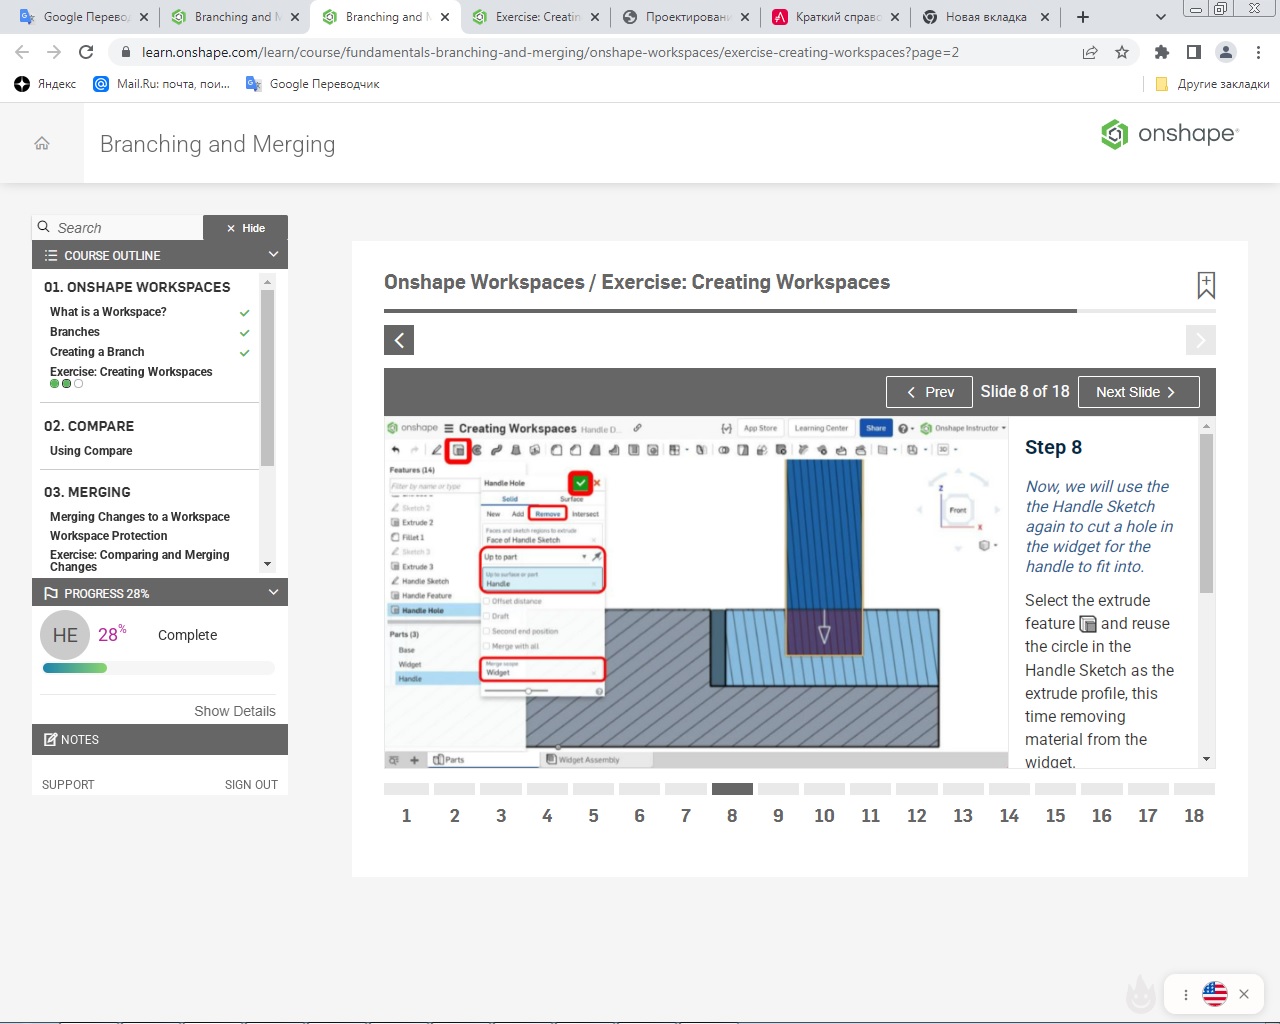 Google Перевод
Branching and M
Branching and M
Exercise: Creatin
Проектировани
Краткий справо
Новая вкладка
learn.onshape.com/learn/course/fundamentals-branching-and-merging/onshape-workspaces/exercise-creating-workspaces?page=2
Яндекс
Mail.Ru: почта, пои...
Google Переводчик
Другие закладки
Branching and Merging
onshape
Search
Hide
COURSE OUTLINE
01. ONSHAPE WORKSPACES
What is a Workspace?
Branches
Creating a Branch
Exercise: Creating Workspaces
02. COMPARE
Using Compare
03. MERGING
Merging Changes to a Workspace
Workspace Protection
Exercise: Comparing and Merging
Changes
PROGRESS 28%
HE
28%
Complete
Show Details
NOTES
SUPPORT
SIGN OUT
Onshape Workspaces / Exercise: Creating Workspaces
Prev
Slide 8 of 18
Next Slide
onshape
Creating Workspaces
Handle D...
App Store
Learning Center
Share
Onshape Instructor
Features (14)
Filter by name or type
Sketch 2
Extrude 2
Fillet 1
Sketch 3
Extrude 3
Handle Sketch
Handle Feature
Handle Hole
Parts (3)
Base
Widget
Handle
Handle Hole
Solid
Surface
New
Add
Remove
Intersect
Faces and sketch regions to extrude
Face of Handle Sketch
Up to part
Up to surface or part
Handle
Offset distance
Draft
Second end position
Merge with all
Merge scope
Widget
Z
Front
X
3D
Parts
Widget Assembly
Step 8
Now, we will use
the Handle Sketch
again to cut a hole in
the widget for the
handle to fit into.
Select the extrude
feature and reuse
the circle in the
Handle Sketch as the
extrude profile, this
time removing
material from the
widget.
1 2 3 4 5 6 7 8 9 10 11 12 13 14 15 16 17 18